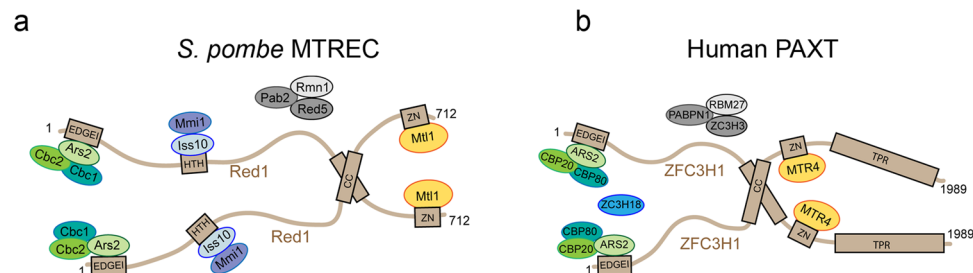 a
S. pombe MTREC
1
EDGEI
Ars2
Cbc2
Cbc1
Mmi1
Iss10
HTH
Red1
Pab2
Rmn1
Red5
CC
ZN
712
Mtl1
Mtl1
ZN
712
Cbc1
Cbc2
Ars2
1
EDGEI
HTH
Iss10
Mmi1
Red1
b
Human PAXT
1
EDGEI
ARS2
CBP20
CBP80
ZFC3H1
PABPN1
RBM27
ZC3H3
CC
ZN
MTR4
TPR
1989
ZC3H18
CBP80
CBP20
ARS2
1
EDGEI
ZFC3H1
MTR4
ZN
TPR
1989